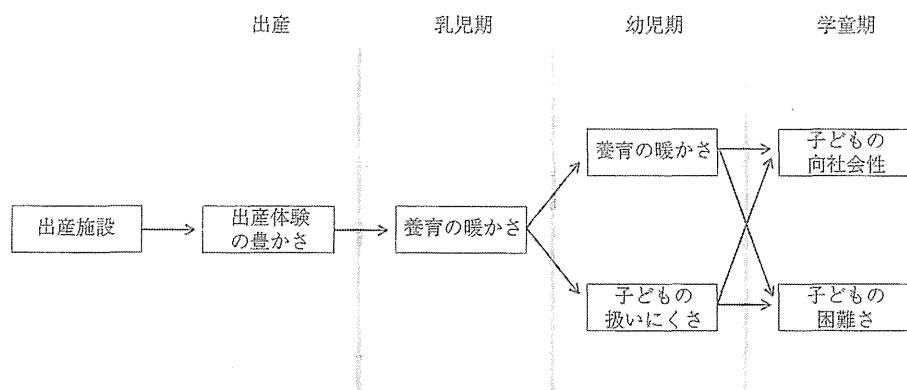 出産
乳児期
幼児期
学童期
養育の暖かさ
子どもの
向社会性
出産施設
出産体験
の豊かさ
養育の暖かさ
子どもの
扱いにくさ
子どもの
困難さ